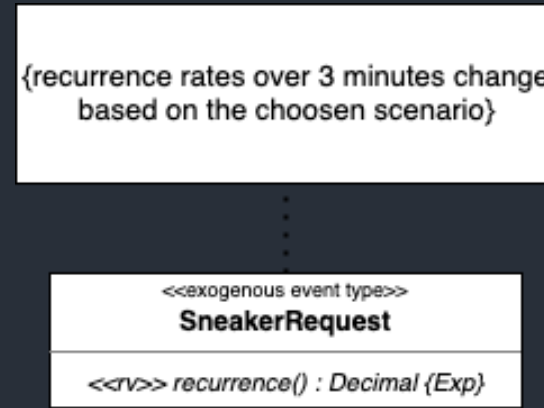 {recurrence rates over 3 minutes change
based on the choosen scenario}
<<exogenous event type>>
SneakerRequest
<<rv>> recurrence() : Decimal {Exp}